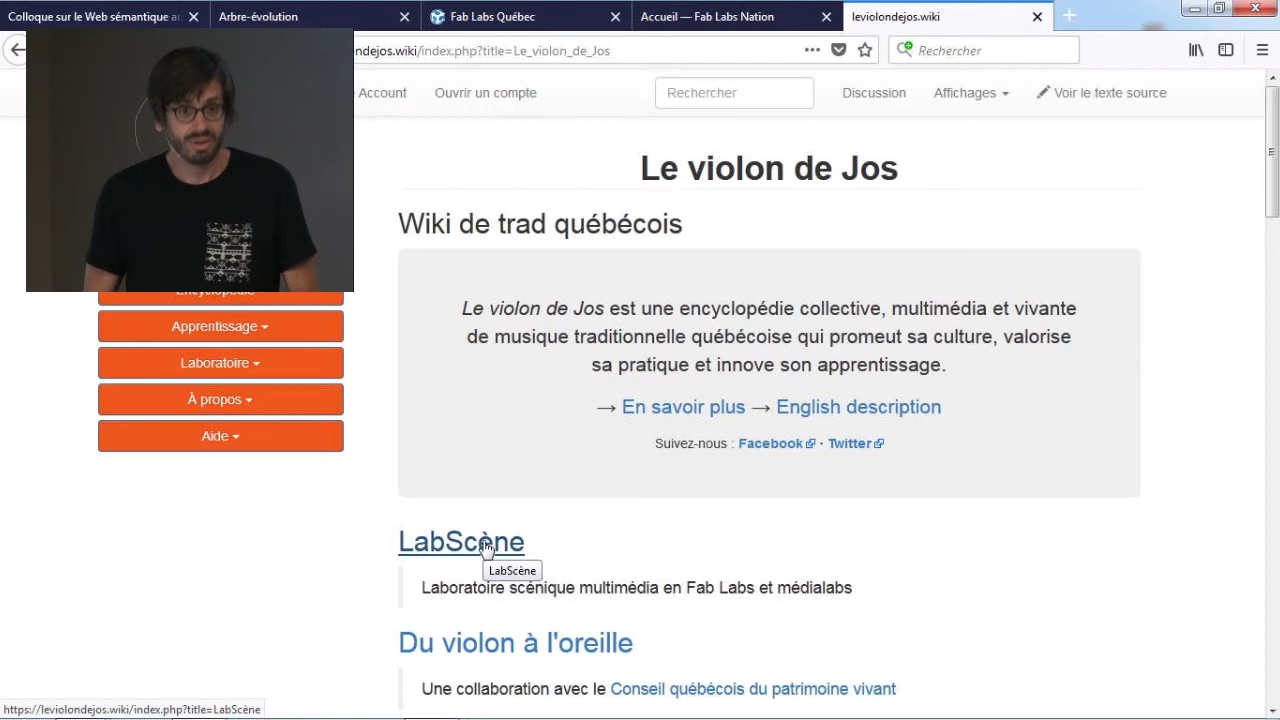 Colloque sur le Web sémantique au
Arbre-évolution
Fab Labs Québec
Accueil — Fab Labs Nation
leviolondejos.wiki
ndejos.wiki/index.php?title=Le_violon_de_Jos
Rechercher
Account
Ouvrir un compte
Rechercher
Discussion
Affichages
Voir le texte source
Le violon de Jos
Wiki de trad québécois
Le violon de Jos est une encyclopédie collective, multimédia et vivante
de musique traditionnelle québécoise qui promeut sa culture, valorise
sa pratique et innove son apprentissage.
→ En savoir plus → English description
Suivez-nous : Facebook · Twitter
Encyclopédie
Apprentissage
Laboratoire
À propos
Aide
LabScène
LabScène
Laboratoire scénique multimédia en Fab Labs et médialabs
Du violon à l'oreille
Une collaboration avec le Conseil québécois du patrimoine vivant
https://leviolondejos.wiki/index.php?title=LabScène